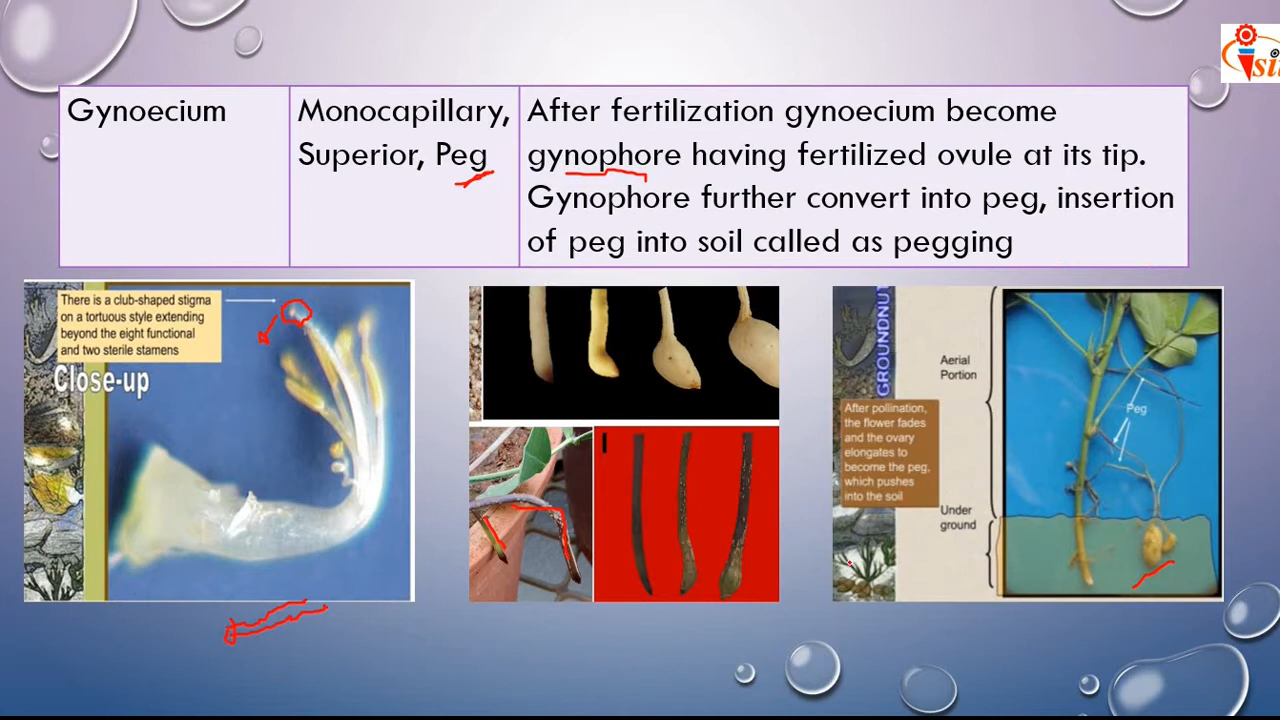 Gynoecium
Monocapillary,
Superior, Peg
After fertilization gynoecium become
gynophore having fertilized ovule at its tip.
Gynophore further convert into peg, insertion
of peg into soil called as pegging
There is a club-shaped stigma
on a tortuous style extending
beyond the eight functional
and two sterile stamens
Close-up
GROUNDNUT
Aerial
Portion
Peg
After pollination,
the flower fades
and the ovary
elongates to
become the peg,
which pushes
into the soil
Under
ground